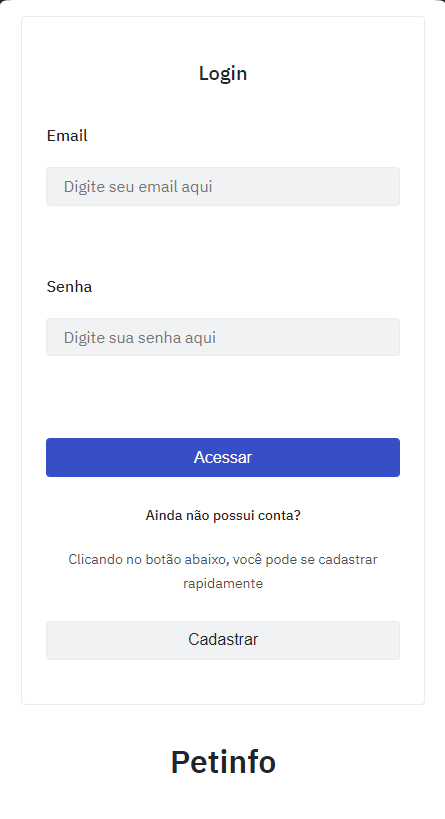 Login
Email
Digite seu email aqui
Senha
Digite sua senha aqui
Acessar
Ainda não possui conta?
Clicando no botão abaixo, você pode se cadastrar
rapidamente
Cadastrar
Petinfo